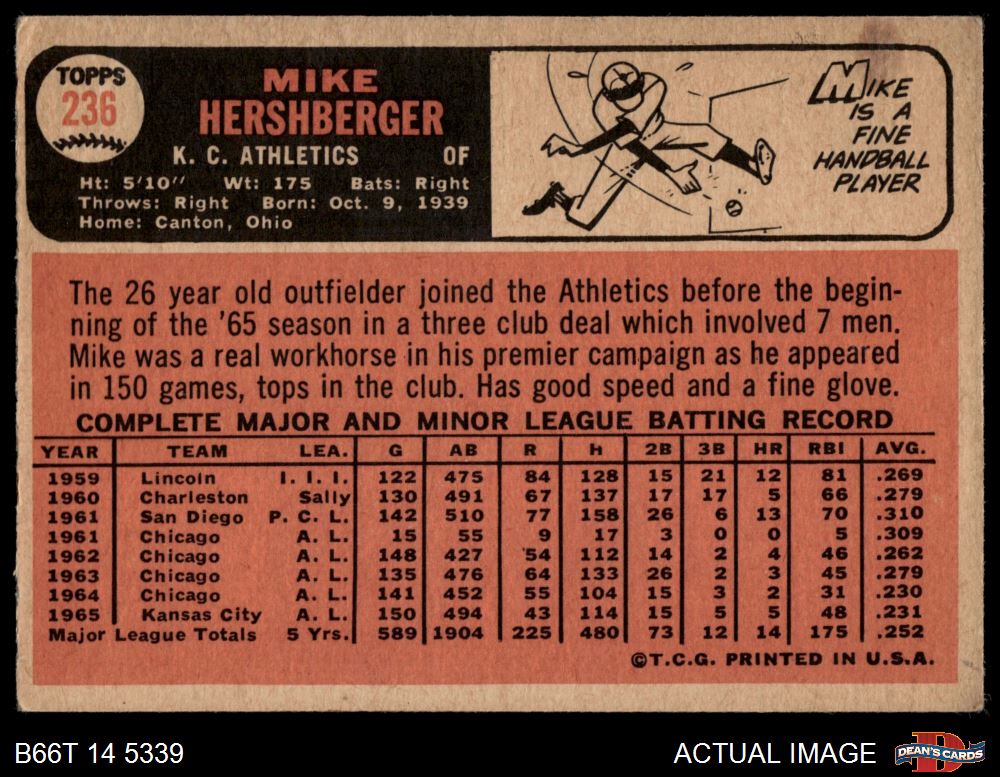 TOPPS
236
MIKE
HERSHBERGER
K. C. ATHLETICS OF
Ht: 5'10" Wt: 175 Bats: Right
Throws: Right Born: Oct. 9, 1939
Home: Canton, Ohio
MIKE
IS A
FINE
HANDBALL
PLAYER
The 26 year old outfielder joined the Athletics before the begin-
ning of the '65 season in a three club deal which involved 7 men.
Mike was a real workhorse in his premier campaign as he appeared
in 150 games, tops in the club. Has good speed and a fine glove.
COMPLETE MAJOR AND MINOR LEAGUE BATTING RECORD
YEAR TEAM LEA. G AB R H 2B 3B HR RBI AVG.
1959 Lincoln I. I. I. 122 475 84 128 15 21 12 81 .269
1960 Charleston Sally 130 491 67 137 17 17 5 66 .279
1961 San Diego P. C. L. 142 510 77 158 26 6 13 70 .310
1961 Chicago A. L. 15 55 9 17 3 0 0 5 .309
1962 Chicago A. L. 148 427 54 112 14 2 4 46 .262
1963 Chicago A. L. 135 476 64 133 26 2 3 45 .279
1964 Chicago A. L. 141 452 55 104 15 3 2 31 .230
1965 Kansas City A. L. 150 494 43 114 15 5 5 48 .231
Major League Totals 5 Yrs. 589 1904 225 480 73 12 14 175 .252
©T.C.G. PRINTED IN U.S.A.
B66T 14 5339
ACTUAL IMAGE
D
DEAN'S CARDS